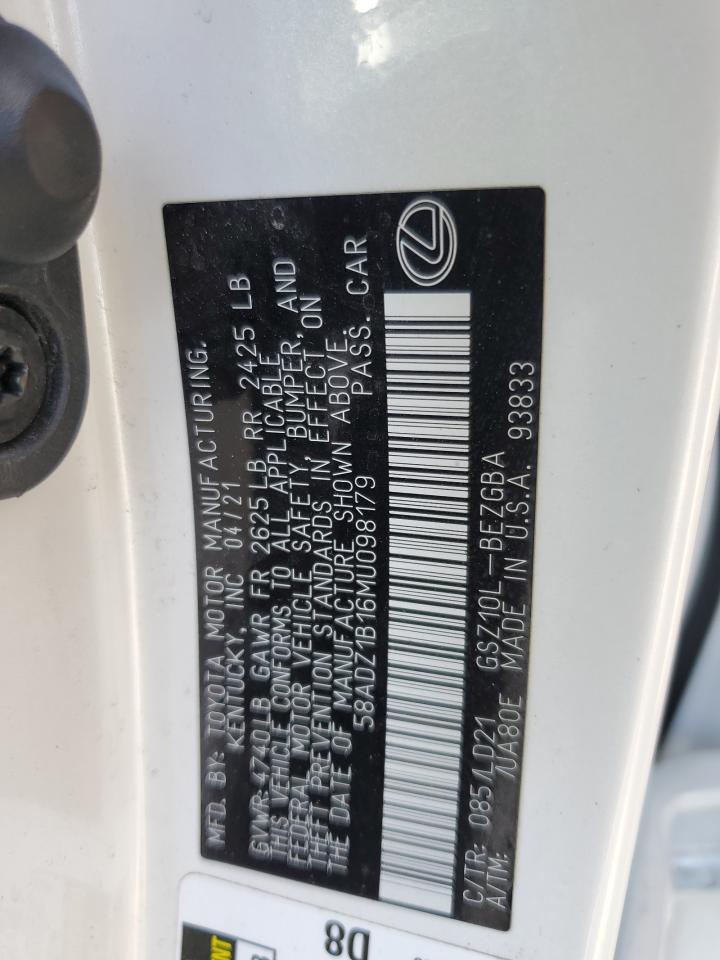 MFD. BY: TOYOTA MOTOR MANUFACTURING,
KENTUCKY, INC 04/21
GVWR: 4740LB GAWR FR 2625LB RR 2425 LB
THIS VEHICLE CONFORMS TO ALL APPLICABLE
FEDERAL MOTOR VEHICLE SAFETY, BUMPER, AND
THEFT PREVENTION STANDARDS IN EFFECT ON
THE DATE OF MANUFACTURE SHOWN ABOVE.
58ADZ1B16MU098179 PASS. CAR
C/TR: 085/LD21 GSZ10L-BEZGBA
A/TM: /UA80E MADE IN U.S.A. 93833
D8